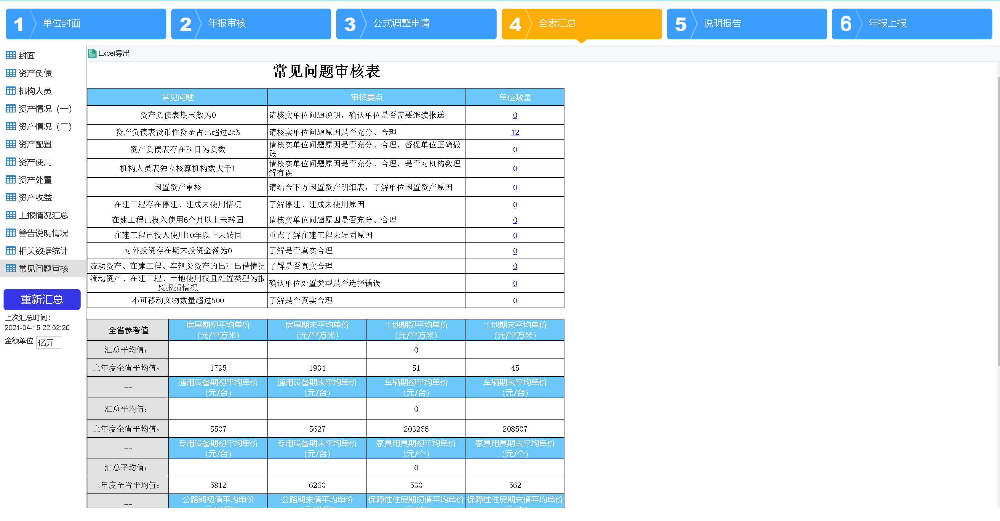 1 单位封面
2 年报审核
3 公式调整申请
4 全表汇总
5 说明报告
6 年报上报
封面
资产负债
机构人员
资产情况（一）
资产情况（二）
资产配置
资产使用
资产处置
资产收益
上报情况汇总
警告说明情况
相关数据统计
常见问题审核
重新汇总
上次汇总时间：
2021-04-16 22:52:20
金额单位 亿元
Excel导出
常见问题审核表
常见问题 审核要点 单位数量
资产负债表期末数为0 请核实单位问题说明，确认单位是否需要继续报送 0
资产负债表货币性资金占比超过25% 请核实单位问题原因是否充分、合理 12
资产负债表存在科目为负数 请核实单位问题原因是否充分、合理，督促单位正确做
账 0
机构人员表独立核算机构数大于1 请核实单位问题原因是否充分、合理，是否对机构数理
解有误 0
闲置资产审核 请结合下方闲置资产明细表，了解单位闲置资产原因 0
在建工程存在停建、建成未使用情况 了解停建、建成未使用原因 0
在建工程已投入使用6个月以上未转固 请核实单位问题原因是否充分、合理 0
在建工程已投入使用10年以上未转固 重点了解在建工程未转固原因 0
对外投资存在期末投资金额为0 了解是否真实合理 0
流动资产、在建工程、车辆类资产的出租出借情况 了解是否真实合理 0
流动资产、在建工程、土地使用权且处置类型为报
废报损情况 确认单位处置类型是否选择错误 0
不可移动文物数量超过500 了解是否真实合理 0
全省参考值 房屋期初平均单价 房屋期末平均单价 土地期初平均单价 土地期末平均单价
(元/平方米) (元/平方米) (元/平方米) (元/平方米)
汇总平均值： 0
上年度全省平均值： 1795 1934 51 45
-- 通用设备期初平均单价 通用设备期末平均单价 车辆期初平均单价 车辆期末平均单价
(元/台) (元/台) (元/台) (元/台)
汇总平均值： 0
上年度全省平均值： 5507 5627 203266 208507
-- 专用设备期初平均单价 专用设备期末平均单价 家具用具期初平均单价 家具用具期末平均单价
(元/台) (元/台) (元/个) (元/个)
汇总平均值： 0
上年度全省平均值： 5812 6260 530 562
-- 公路期初值平均单价 公路期末值平均单价 保障性住房期初值平均单价 保障性住房期末值平均单价